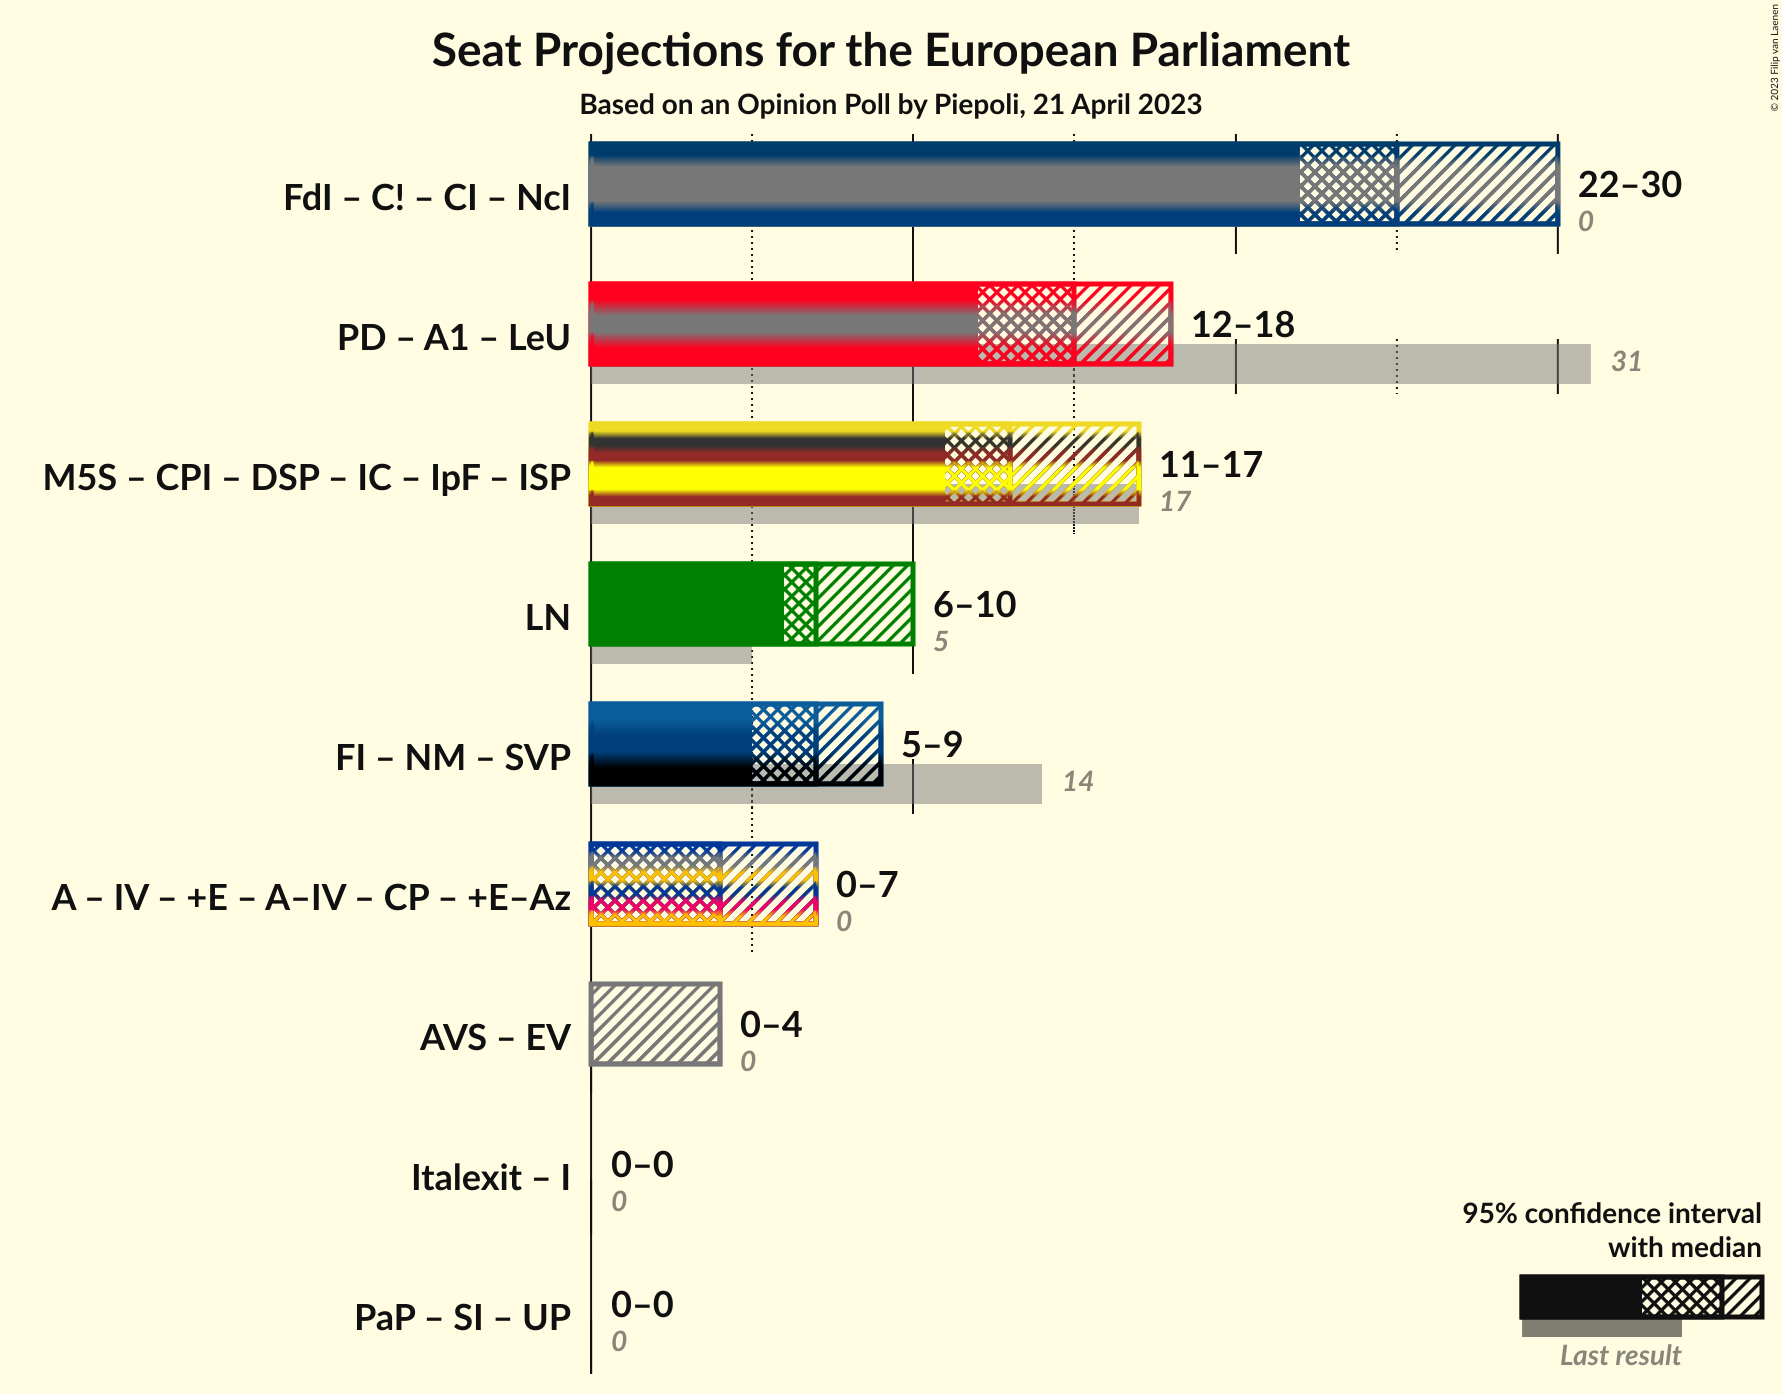 Seat Projections for the European Parliament
Based on an Opinion Poll by Piepoli, 21 April 2023
© 2023 Filip van Laenen
FdI – C! – CI – NcI
22–30
0
PD – A1 – LeU
12–18
31
M5S – CPI – DSP – IC – IpF – ISP
11–17
17
LN
6–10
5
FI – NM – SVP
5–9
14
A – IV – +E – A–IV – CP – +E–Az
0–7
0
AVS – EV
0–4
0
Italexit – I
0–0
0
PaP – SI – UP
0–0
0
95% confidence interval
with median
Last result